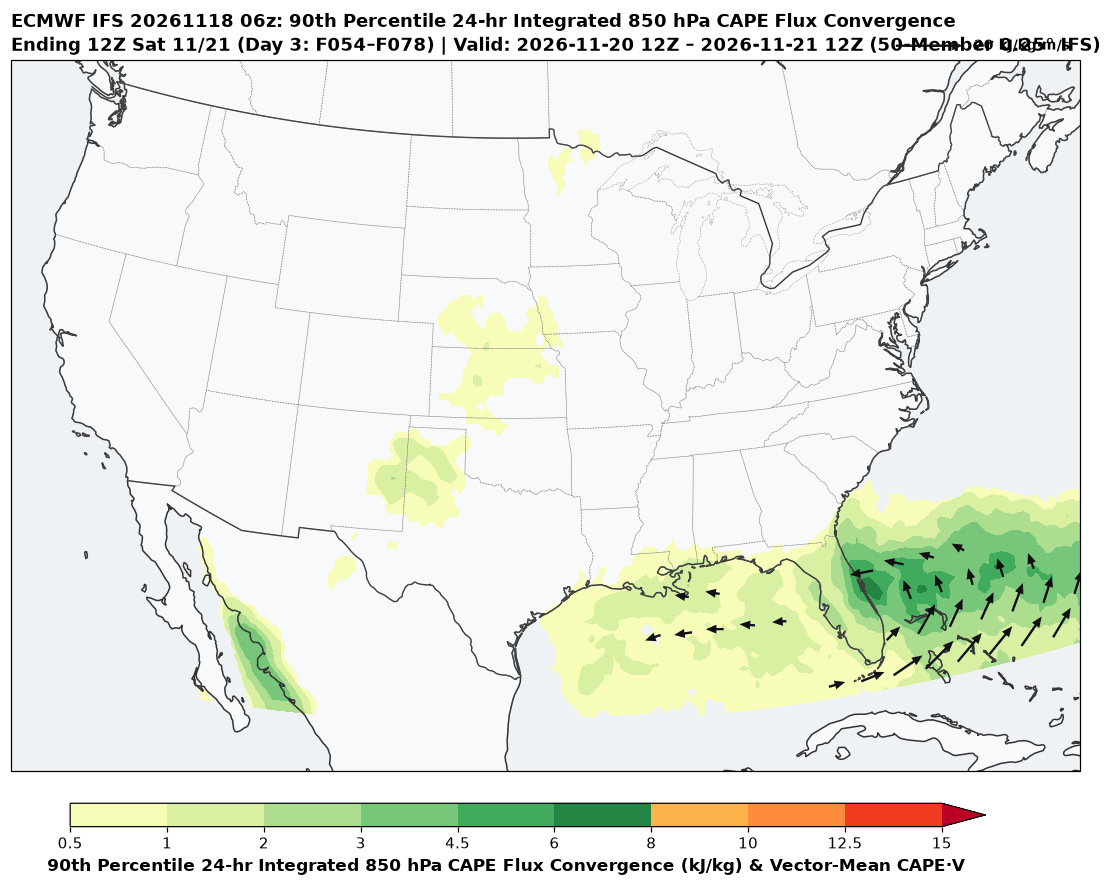 ECMWF IFS 20261118 06z: 90th Percentile 24-hr Integrated 850 hPa CAPE Flux Convergence
Ending 12Z Sat 11/21 (Day 3: F054–F078) | Valid: 2026-11-20 12Z – 2026-11-21 12Z (50-Member 0.25° IFS)
0.5 1 2 3 4.5 6 8 10 12.5 15
90th Percentile 24-hr Integrated 850 hPa CAPE Flux Convergence (kJ/kg) & Vector-Mean CAPE·V